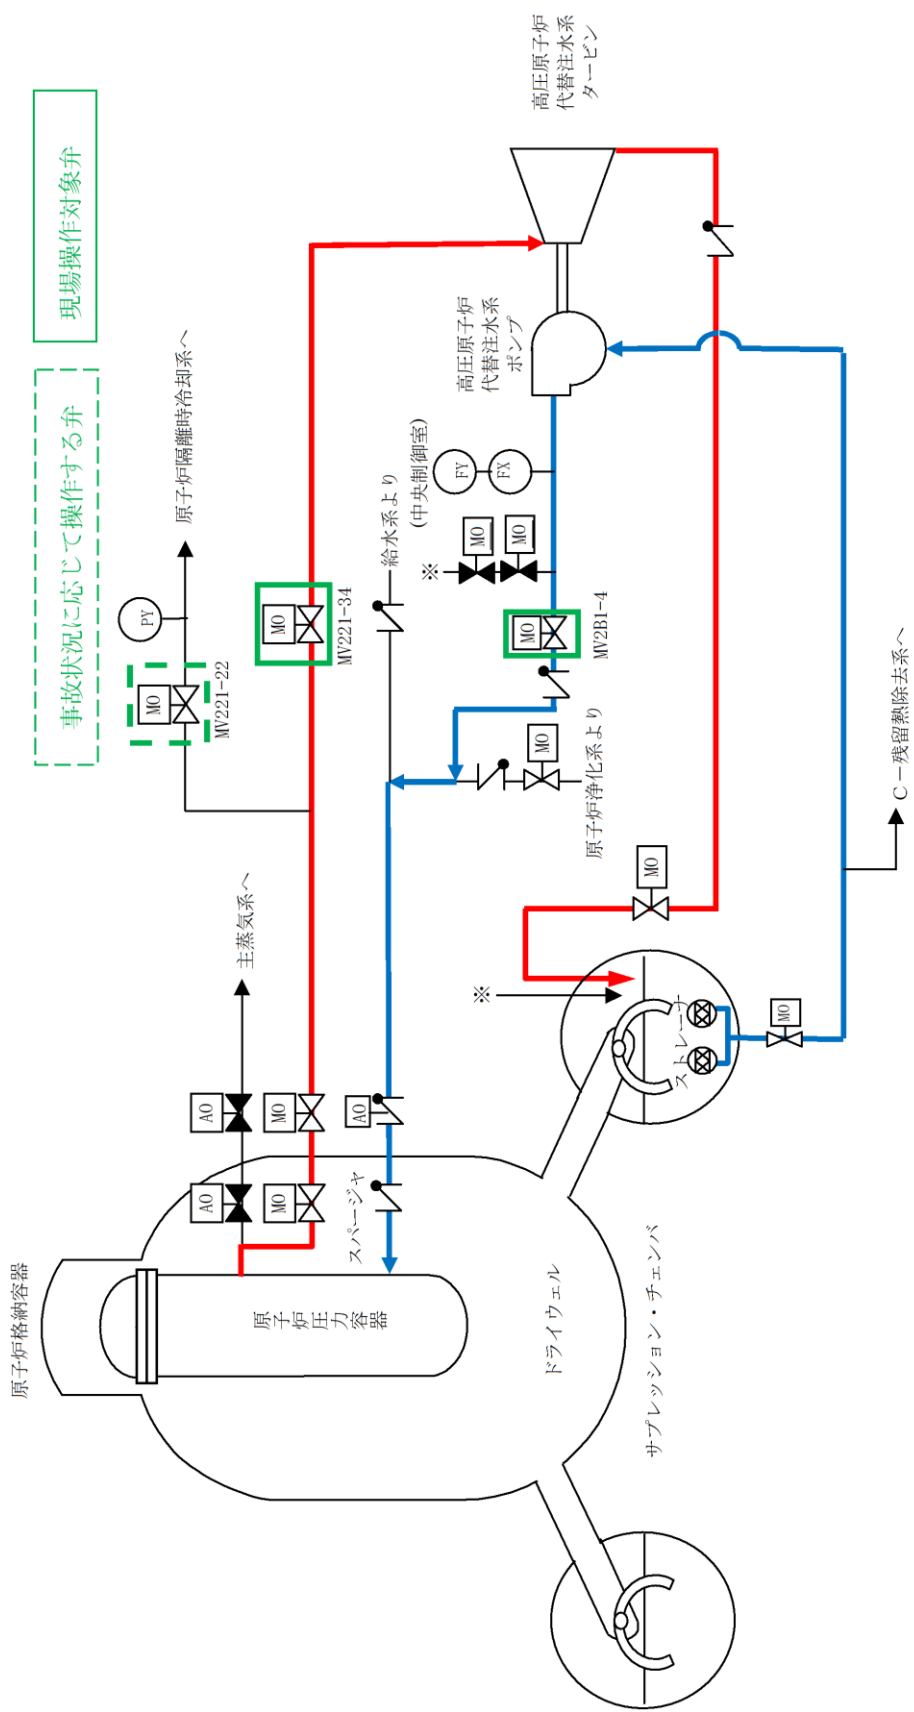 現場操作対象弁
事故状況に応じて操作する弁
原子炉格納容器
原子炉圧力容器
ドライウェル
サプレッション・チェンバ
スパージャ
ストレーナ
主蒸気系へ
原子炉隔離時冷却系へ
給水系より
(中央制御室)
原子炉浄化系より
C-残留熱除去系へ
高圧原子炉
代替注水系
ポンプ
高圧原子炉
代替注水系
タービン
MV221-22
MV221-34
MV2B1-4
PY
FY
FX
AO
AO
AO
MO
MO
MO
MO
MO
MO
MO
MO
MO
MO
※
※